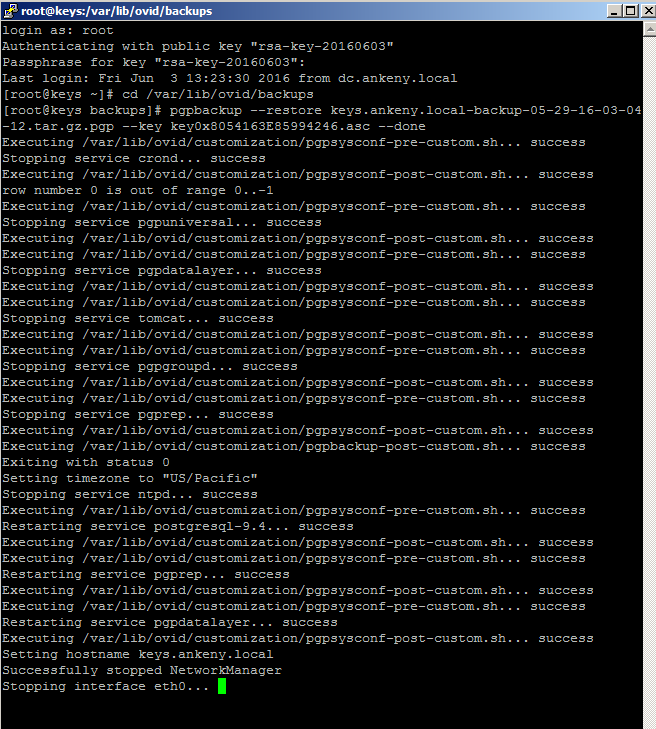 root@keys:/var/lib/ovid/backups
login as: root
Authenticating with public key "rsa-key-20160603"
Passphrase for key "rsa-key-20160603":
Last login: Fri Jun  3 13:23:30 2016 from dc.ankeny.local
[root@keys ~]# cd /var/lib/ovid/backups
[root@keys backups]# pgpbackup --restore keys.ankeny.local-backup-05-29-16-03-04
-12.tar.gz.pgp --key key0x8054163E85994246.asc --done
Executing /var/lib/ovid/customization/pgpsysconf-pre-custom.sh... success
Stopping service crond... success
Executing /var/lib/ovid/customization/pgpsysconf-post-custom.sh... success
row number 0 is out of range 0..-1
Executing /var/lib/ovid/customization/pgpsysconf-pre-custom.sh... success
Stopping service pgpuniversal... success
Executing /var/lib/ovid/customization/pgpsysconf-post-custom.sh... success
Executing /var/lib/ovid/customization/pgpsysconf-pre-custom.sh... success
Stopping service pgpdatalayer... success
Executing /var/lib/ovid/customization/pgpsysconf-post-custom.sh... success
Executing /var/lib/ovid/customization/pgpsysconf-pre-custom.sh... success
Stopping service tomcat... success
Executing /var/lib/ovid/customization/pgpsysconf-post-custom.sh... success
Executing /var/lib/ovid/customization/pgpsysconf-pre-custom.sh... success
Stopping service pgpgroupd... success
Executing /var/lib/ovid/customization/pgpsysconf-post-custom.sh... success
Executing /var/lib/ovid/customization/pgpsysconf-pre-custom.sh... success
Stopping service pgprep... success
Executing /var/lib/ovid/customization/pgpsysconf-post-custom.sh... success
Executing /var/lib/ovid/customization/pgpbackup-post-custom.sh... success
Exiting with status 0
Setting timezone to "US/Pacific"
Stopping service ntpd... success
Executing /var/lib/ovid/customization/pgpsysconf-pre-custom.sh... success
Restarting service postgresql-9.4... success
Executing /var/lib/ovid/customization/pgpsysconf-post-custom.sh... success
Executing /var/lib/ovid/customization/pgpsysconf-pre-custom.sh... success
Restarting service pgprep... success
Executing /var/lib/ovid/customization/pgpsysconf-post-custom.sh... success
Executing /var/lib/ovid/customization/pgpsysconf-pre-custom.sh... success
Restarting service pgpdatalayer... success
Executing /var/lib/ovid/customization/pgpsysconf-post-custom.sh... success
Setting hostname keys.ankeny.local
Successfully stopped NetworkManager
Stopping interface eth0...